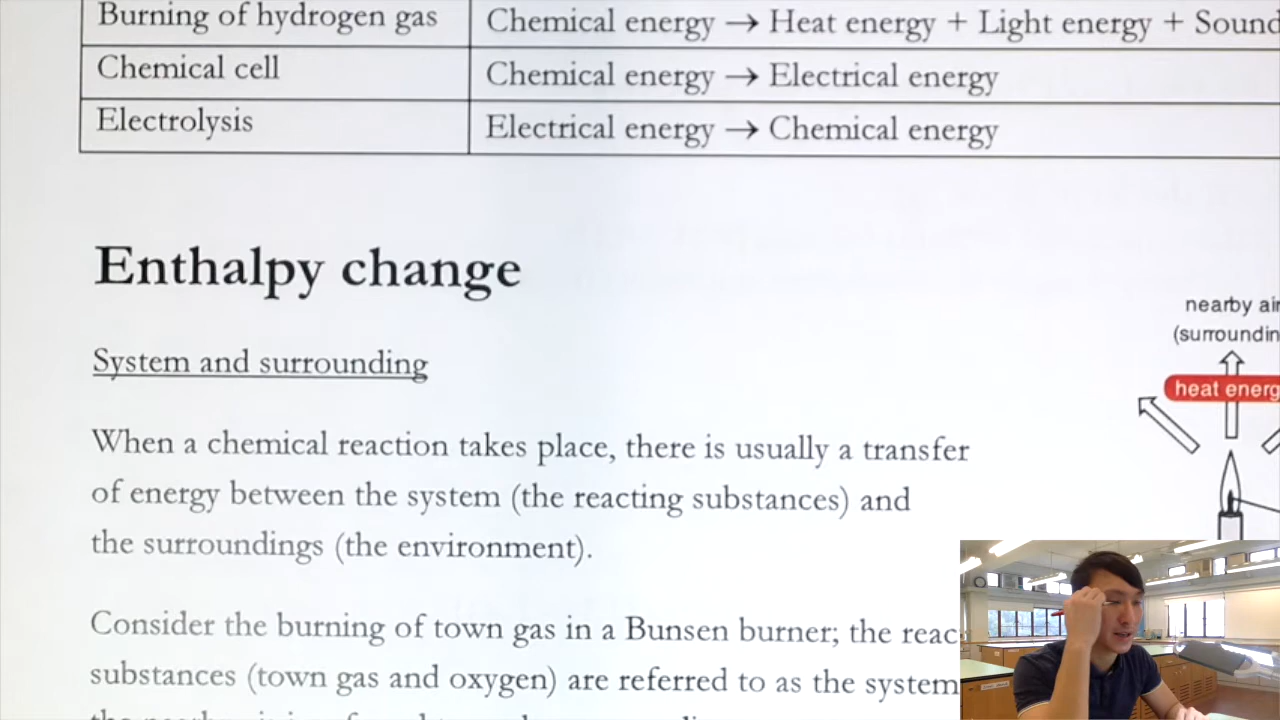 Burning of hydrogen gas
Chemical energy → Heat energy + Light energy + Sound
Chemical cell
Chemical energy → Electrical energy
Electrolysis
Electrical energy → Chemical energy
Enthalpy change
System and surrounding
nearby air
(surroundin
heat energ
When a chemical reaction takes place, there is usually a transfer
of energy between the system (the reacting substances) and
the surroundings (the environment).
Consider the burning of town gas in a Bunsen burner; the reac
substances (town gas and oxygen) are referred to as the system